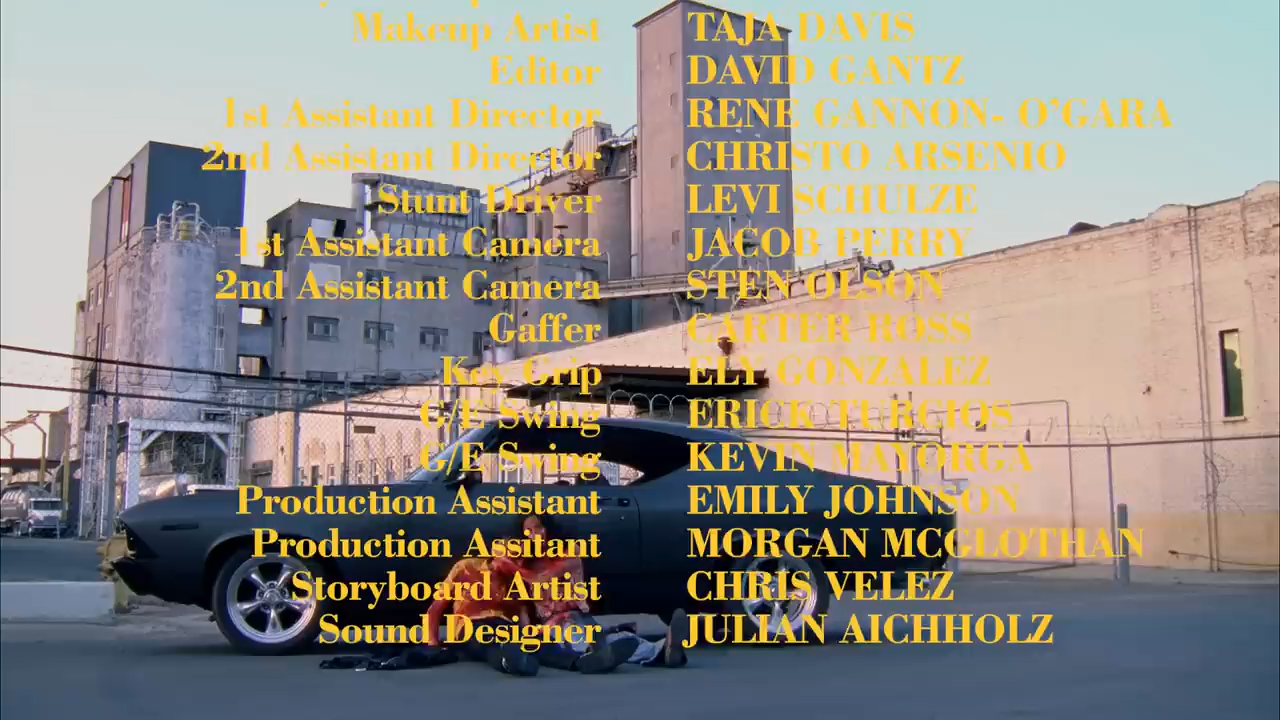 Makeup Artist TAJA DAVIS
Editor DAVID GANTZ
1st Assistant Director RENE GANNON- O'GARA
2nd Assistant Director CHRISTO ARSENIO
Stunt Driver LEVI SCHULZE
1st Assistant Camera JACOB PERRY
2nd Assistant Camera STEN OLSON
Gaffer CARTER ROSS
Key Grip ELY GONZALEZ
G/E Swing ERICK TURGIOS
G/E Swing KEVIN MAYORGA
Production Assistant EMILY JOHNSON
Production Assitant MORGAN MCGLOTHAN
Storyboard Artist CHRIS VELEZ
Sound Designer JULIAN AICHHOLZ